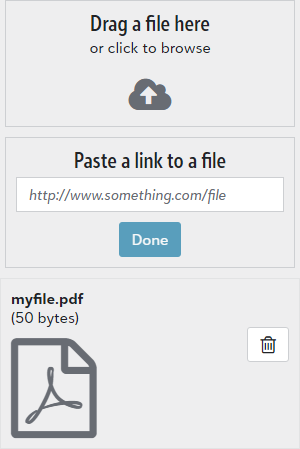 Drag a file here
or click to browse
Paste a link to a file
http://www.something.com/file
Done
myfile.pdf
(50 bytes)